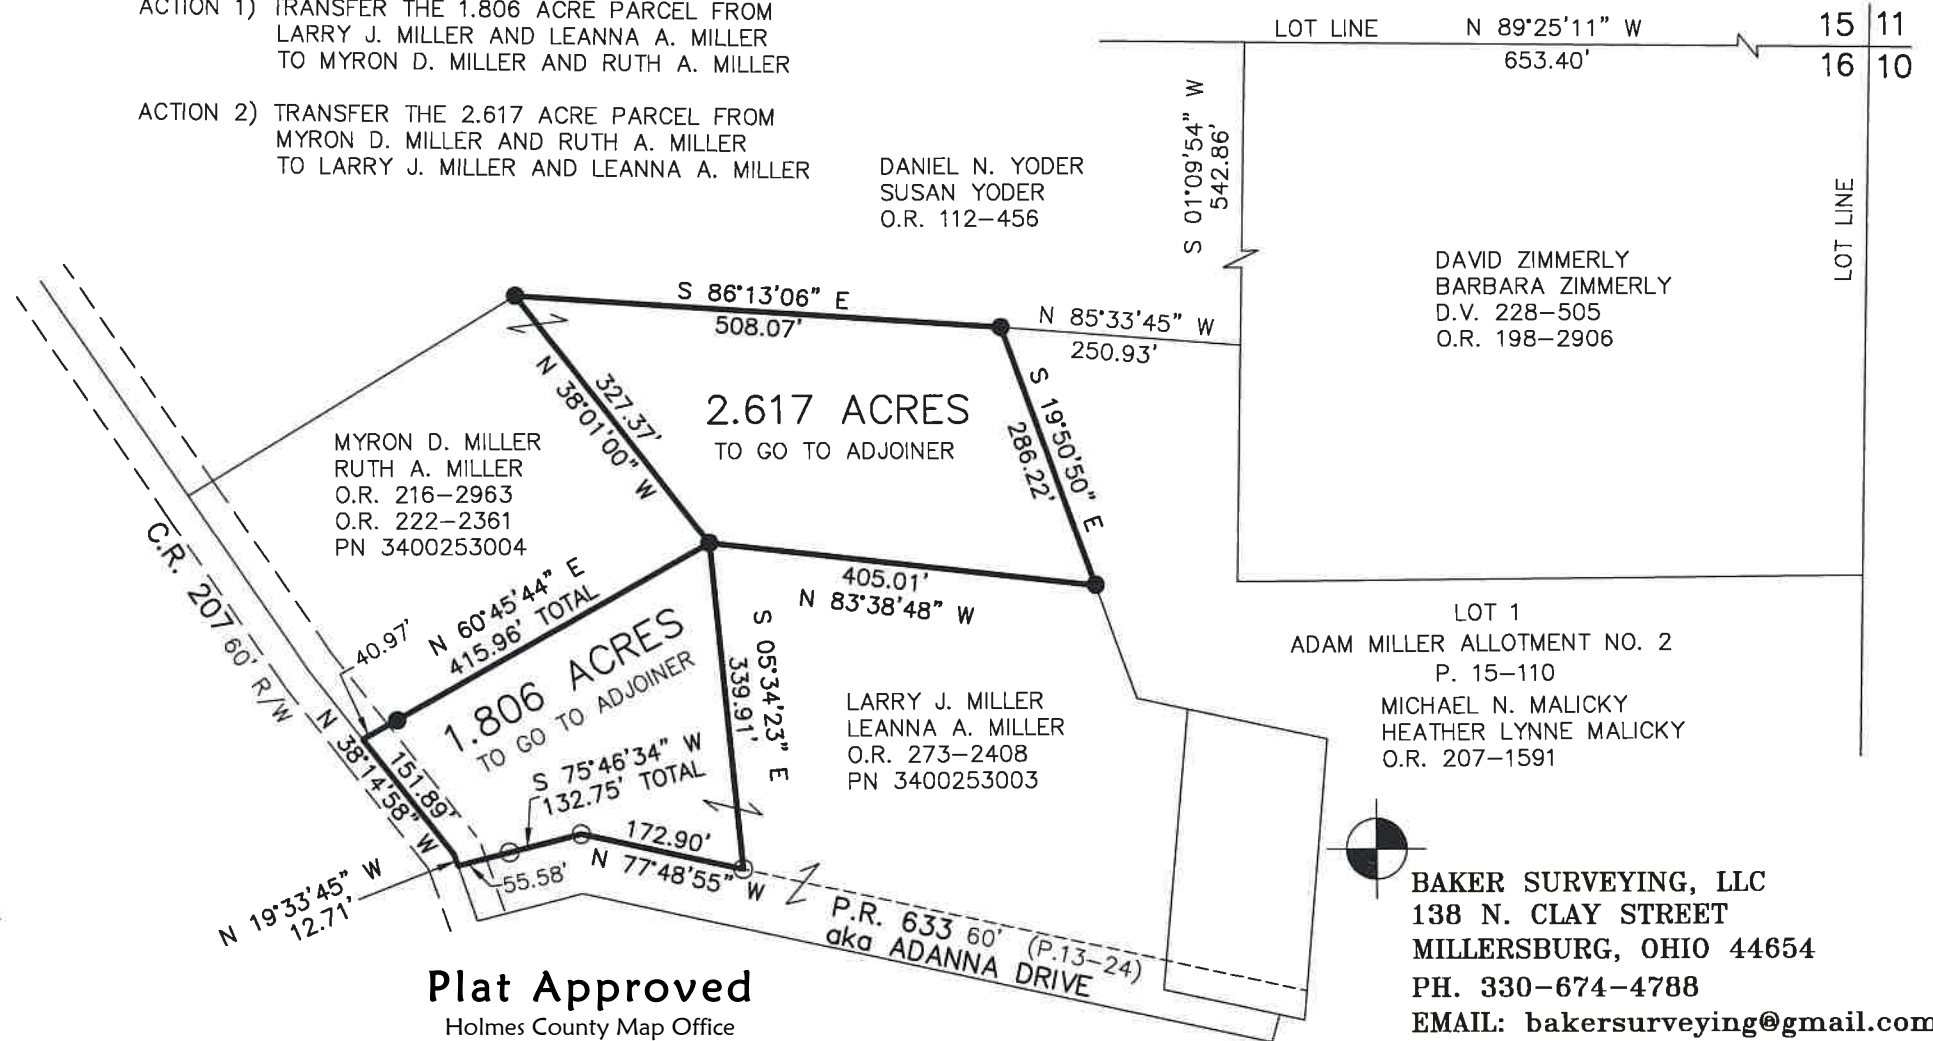 ACTION 1) TRANSFER THE 1.806 ACRE PARCEL FROM
LARRY J. MILLER AND LEANNA A. MILLER
TO MYRON D. MILLER AND RUTH A. MILLER
ACTION 2) TRANSFER THE 2.617 ACRE PARCEL FROM
MYRON D. MILLER AND RUTH A. MILLER
TO LARRY J. MILLER AND LEANNA A. MILLER
LOT LINE N 89°25'11" W
653.40'
15 11
16 10
S 01°09'54" W
542.86'
LOT LINE
DANIEL N. YODER
SUSAN YODER
O.R. 112-456
DAVID ZIMMERLY
BARBARA ZIMMERLY
D.V. 228-505
O.R. 198-2906
S 86°13'06" E
508.07'
N 85°33'45" W
250.93'
327.37'
N 38°01'00" W
2.617 ACRES
TO GO TO ADJOINER
S 19°50'50" E
286.22'
MYRON D. MILLER
RUTH A. MILLER
O.R. 216-2963
O.R. 222-2361
PN 3400253004
C.R. 207 60' R/W
405.01'
N 83°38'48" W
N 60°45'44" E
415.96' TOTAL
40.97'
1.806 ACRES
TO GO TO ADJOINER
S 05°34'23" E
339.91'
LOT 1
ADAM MILLER ALLOTMENT NO. 2
P. 15-110
MICHAEL N. MALICKY
HEATHER LYNNE MALICKY
O.R. 207-1591
LARRY J. MILLER
LEANNA A. MILLER
O.R. 273-2408
PN 3400253003
151.89'
N 38°14'58" W
S 75°46'34" W
132.75' TOTAL
172.90'
N 77°48'55" W
55.58'
N 19°33'45" W
12.71'
P.R. 633 60' (P.13-24)
aka ADANNA DRIVE
Plat Approved
Holmes County Map Office
BAKER SURVEYING, LLC
138 N. CLAY STREET
MILLERSBURG, OHIO 44654
PH. 330-674-4788
EMAIL: bakersurveying@gmail.com